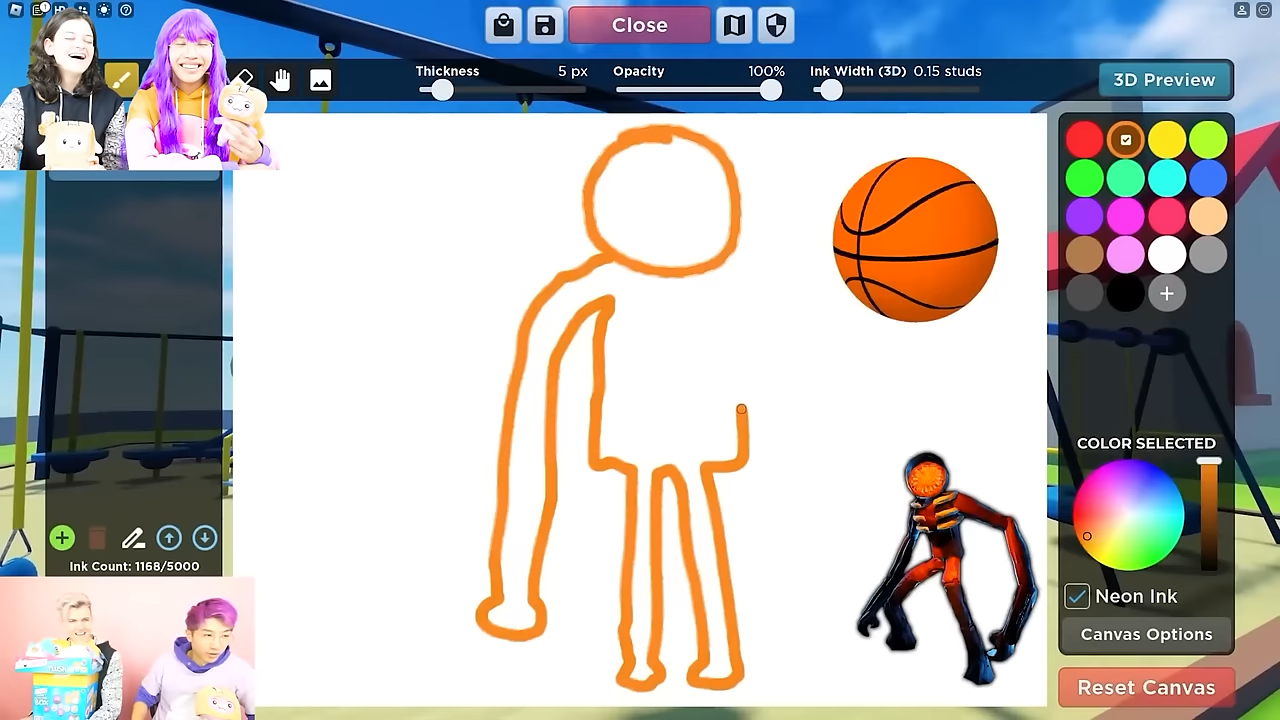 Close
Thickness 5 px Opacity 100% Ink Width (3D) 0.15 studs
3D Preview
COLOR SELECTED
Ink Count: 1168/5000
Neon Ink
Canvas Options
Reset Canvas